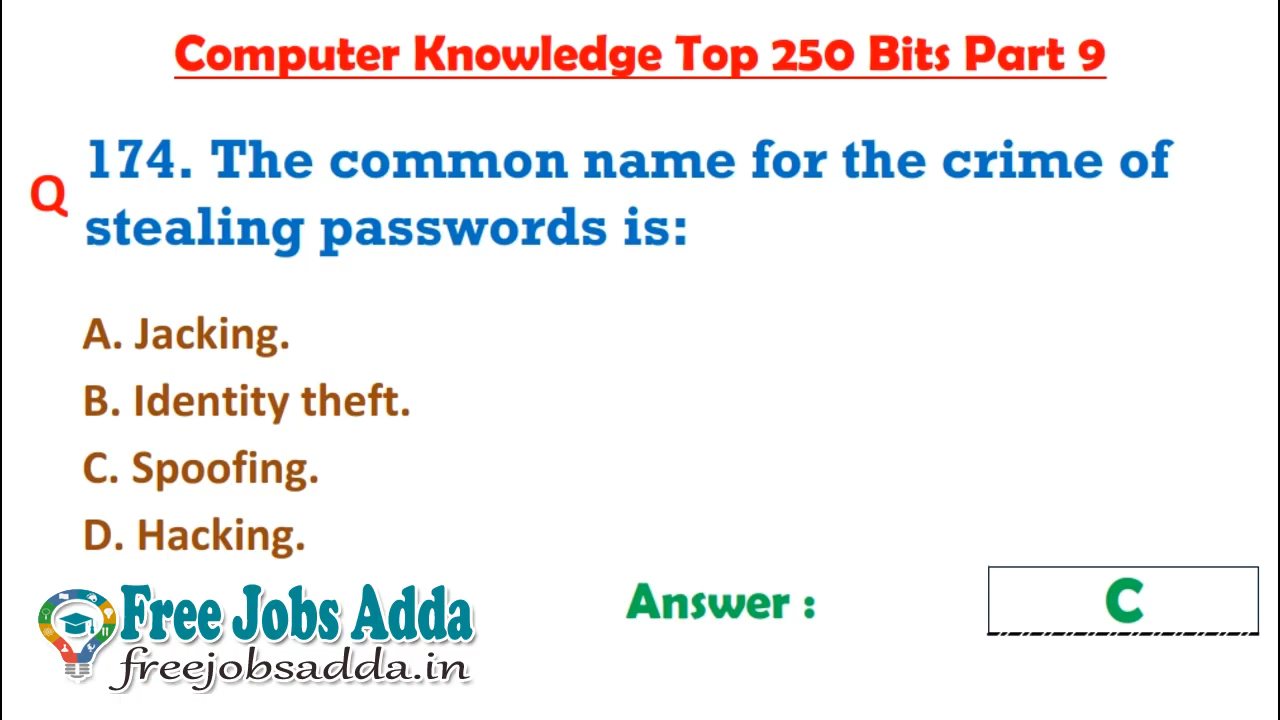 Computer Knowledge Top 250 Bits Part 9
Q
174. The common name for the crime of
stealing passwords is:
A. Jacking.
B. Identity theft.
C. Spoofing.
D. Hacking.
Free Jobs Adda
freejobsadda.in
Answer :
C